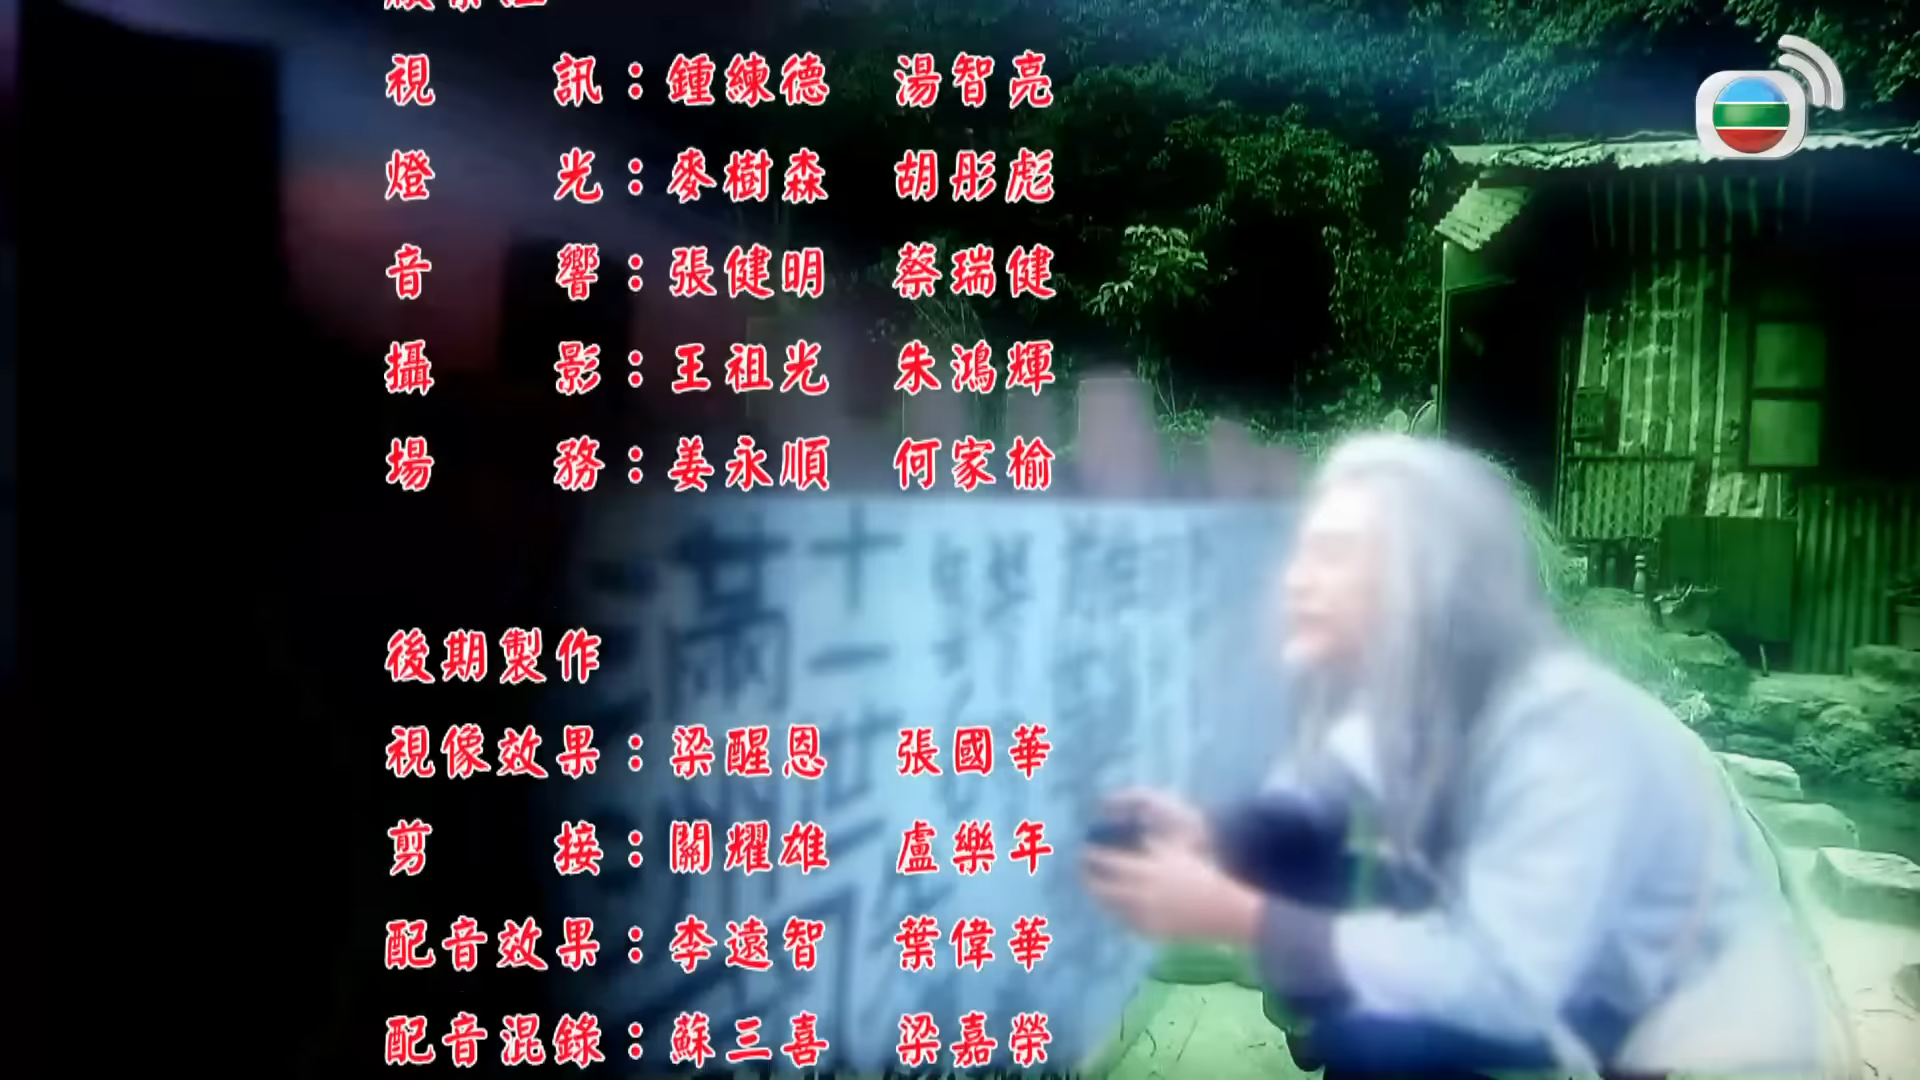 視訊：鍾練德 湯智亮
燈光：麥樹森 胡彤彪
音響：張健明 蔡瑞健
攝影：王祖光 朱鴻輝
場務：姜永順 何家榆
後期製作
視像效果：梁醒恩 張國華
剪接：關耀雄 盧樂年
配音效果：李遠智 葉偉華
配音混錄：蘇三喜 梁嘉榮